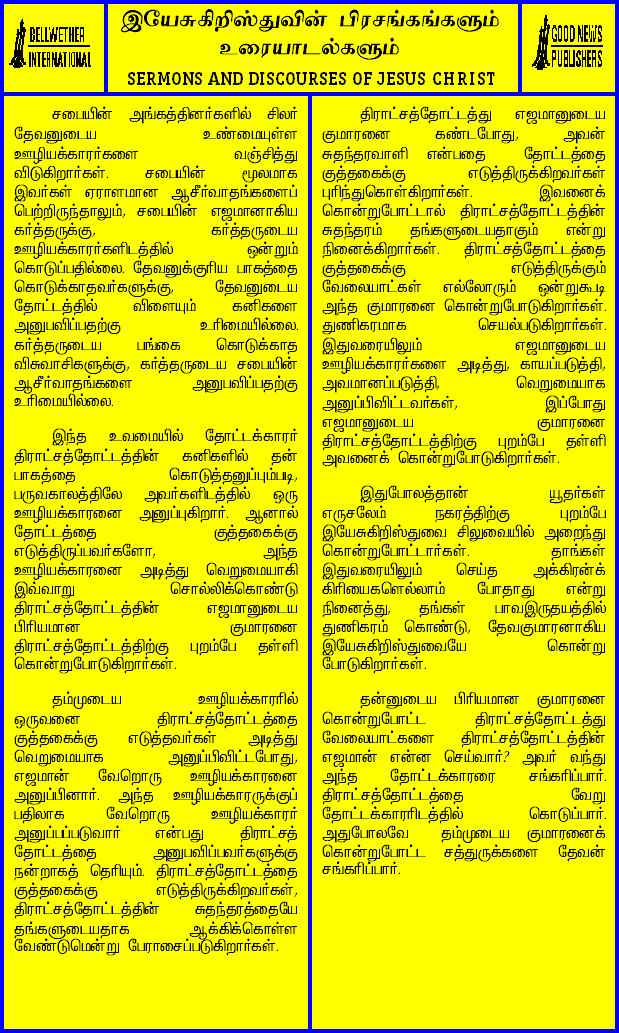 BELLWETHER
INTERNATIONAL
இயேசுகிறிஸ்துவின் பிரசங்கங்களும்
உரையாடல்களும்
SERMONS AND DISCOURSES OF JESUS CHRIST
GOOD NEWS
PUBLISHERS
சபையின் அங்கத்தினர்களில் சிலர்
தேவனுடைய உண்மையுள்ள
ஊழியக்காரர்களை வஞ்சித்து
விடுகிறார்கள். சபையின் மூலமாக
இவர்கள் ஏராளமான ஆசீர்வாதங்களைப்
பெற்றிருந்தாலும், சபையின் எஜமானாகிய
கர்த்தருக்கு, கர்த்தருடைய
ஊழியக்காரர்களிடத்தில் ஒன்றும்
கொடுப்பதில்லை. தேவனுக்குரிய பாகத்தை
கொடுக்காதவர்களுக்கு, தேவனுடைய
தோட்டத்தில் விளையும் கனிகளை
அனுபவிப்பதற்கு உரிமையில்லை.
கர்த்தருடைய பங்கை கொடுக்காத
விசுவாசிகளுக்கு, கர்த்தருடைய சபையின்
ஆசீர்வாதங்களை அனுபவிப்பதற்கு
உரிமையில்லை.
இந்த உவமையில் தோட்டக்காரர்
திராட்சத்தோட்டத்தின் கனிகளில் தன்
பாகத்தை கொடுத்தனுப்பும்படி,
பருவகாலத்திலே அவர்களிடத்தில் ஒரு
ஊழியக்காரனை அனுப்புகிறார். ஆனால்
தோட்டத்தை குத்தகைக்கு
எடுத்திருப்பவர்களோ, அந்த
ஊழியக்காரனை அடித்து வெறுமையாகி
இவ்வாறு சொல்லிக்கொண்டு
திராட்சத்தோட்டத்தின் எஜமானுடைய
பிரியமான குமாரனை
திராட்சத்தோட்டத்திற்கு புறம்பே தள்ளி
கொன்றுபோடுகிறார்கள்.
தம்முடைய ஊழியக்காரரில்
ஒருவனை திராட்சத்தோட்டத்தை
குத்தகைக்கு எடுத்தவர்கள் அடித்து
வெறுமையாக அனுப்பிவிட்டபோது,
எஜமான் வேறொரு ஊழியக்காரனை
அனுப்பினார். அந்த ஊழியக்காரருக்குப்
பதிலாக வேறொரு ஊழியக்காரர்
அனுப்பப்படுவார் என்பது திராட்சத்
தோட்டத்தை அனுபவிப்பவர்களுக்கு
நன்றாகத் தெரியும். திராட்சத்தோட்டத்தை
குத்தகைக்கு எடுத்திருக்கிறவர்கள்,
திராட்சத்தோட்டத்தின் சுதந்தரத்தையே
தங்களுடையதாக ஆக்கிக்கொள்ள
வேண்டுமென்று பேராசைப்படுகிறார்கள்.
திராட்சத்தோட்டத்து எஜமானுடைய
குமாரனை கண்டபோது, அவன்
சுதந்தரவாளி என்பதை தோட்டத்தை
குத்தகைக்கு எடுத்திருக்கிறவர்கள்
புரிந்துகொள்கிறார்கள். இவனைக்
கொன்றுபோட்டால் திராட்சத்தோட்டத்தின்
சுதந்தரம் தங்களுடையதாகும் என்று
நினைக்கிறார்கள். திராட்சத்தோட்டத்தை
குத்தகைக்கு எடுத்திருக்கும்
வேலையாட்கள் எல்லோரும் ஒன்றுகூடி
அந்த குமாரனை கொன்றுபோடுகிறார்கள்.
துணிகரமாக செயல்படுகிறார்கள்.
இதுவரையிலும் எஜமானுடைய
ஊழியக்காரர்களை அடித்து, காயப்படுத்தி,
அவமானப்படுத்தி, வெறுமையாக
அனுப்பிவிட்டவர்கள், இப்போது
எஜமானுடைய குமாரனை
திராட்சத்தோட்டத்திற்கு புறம்பே தள்ளி
அவனைக் கொன்றுபோடுகிறார்கள்.
இதுபோலத்தான் யூதர்கள்
எருசலேம் நகரத்திற்கு புறம்பே
இயேசுகிறிஸ்துவை சிலுவையில் அறைந்து
கொன்றுபோட்டார்கள். தாங்கள்
இதுவரையிலும் செய்த அக்கிரன்க்
கிரியைகளெல்லாம் போதாது என்று
நினைத்து, தங்கள் பாவஇருதயத்தில்
துணிகரம் கொண்டு, தேவகுமாரனாகிய
இயேசுகிறிஸ்துவையே கொன்று
போடுகிறார்கள்.
தன்னுடைய பிரியமான குமாரனை
கொன்றுபோட்ட திராட்சத்தோட்டத்து
வேலையாட்களை திராட்சத்தோட்டத்தின்
எஜமான் என்ன செய்வார்? அவர் வந்து
அந்த தோட்டக்காரரை சங்கரிப்பார்.
திராட்சத்தோட்டத்தை வேறு
தோட்டக்காரரிடத்தில் கொடுப்பார்.
அதுபோலவே தம்முடைய குமாரனைக்
கொன்றுபோட்ட சத்துருக்களை தேவன்
சங்கரிப்பார்.